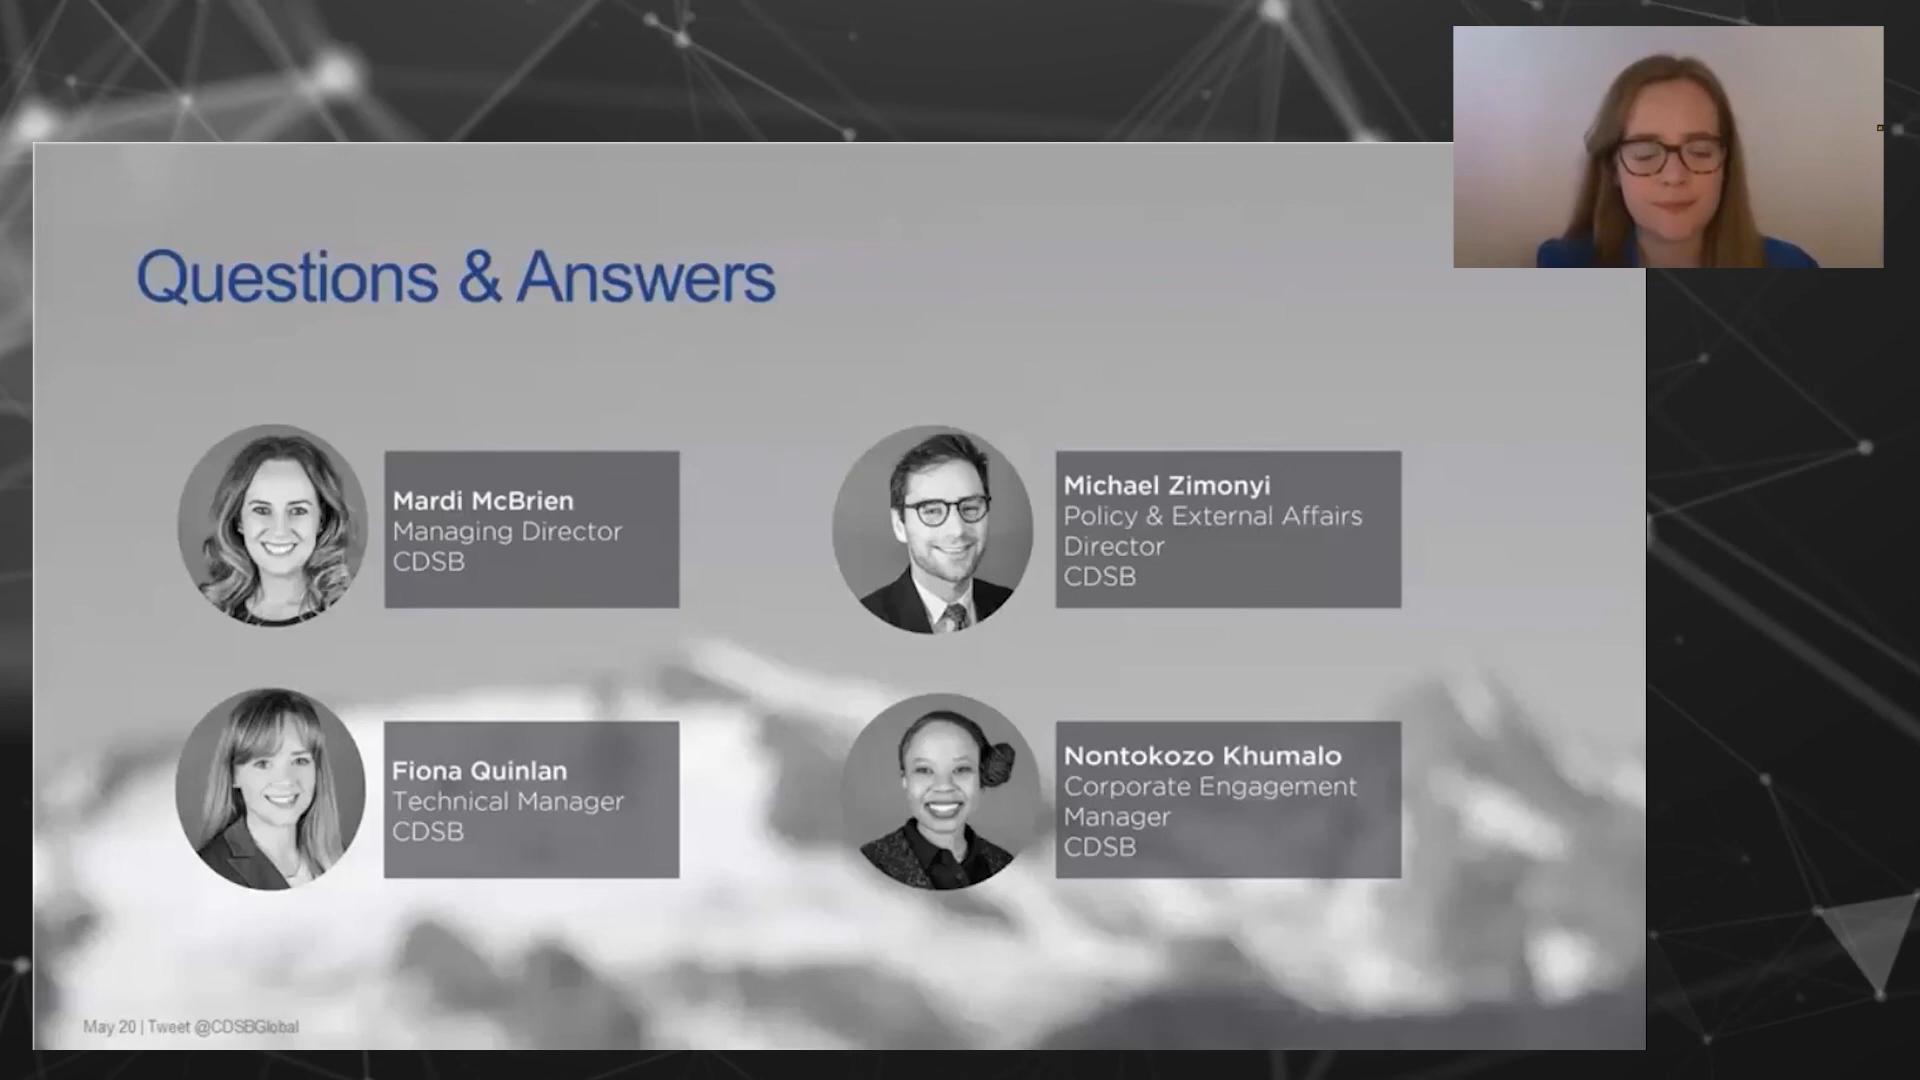 Questions & Answers
Mardi McBrien
Managing Director
CDSB
Michael Zimonyi
Policy & External Affairs
Director
CDSB
Fiona Quinlan
Technical Manager
CDSB
Nontokozo Khumalo
Corporate Engagement
Manager
CDSB
May 20 | Tweet @CDSBGlobal